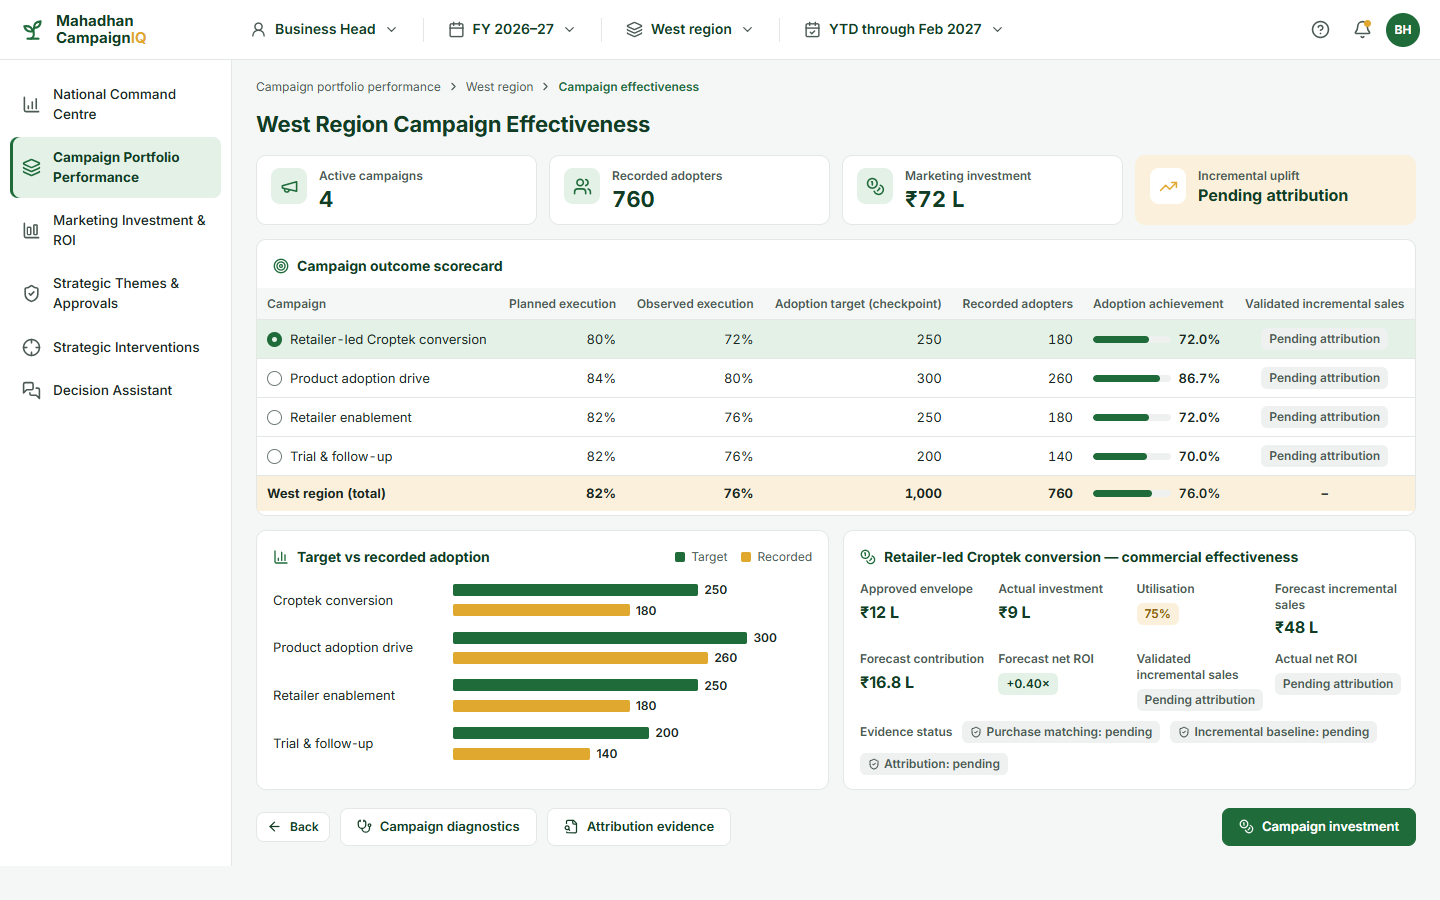 Mahadhan
CampaignIQ
Business Head
FY 2026–27
West region
YTD through Feb 2027
BH
National Command
Centre
Campaign Portfolio
Performance
Marketing Investment &
ROI
Strategic Themes &
Approvals
Strategic Interventions
Decision Assistant
Campaign portfolio performance > West region > Campaign effectiveness
West Region Campaign Effectiveness
Active campaigns
4
Recorded adopters
760
Marketing investment
₹72 L
Incremental uplift
Pending attribution
Campaign outcome scorecard
Campaign Planned execution Observed execution Adoption target (checkpoint) Recorded adopters Adoption achievement Validated incremental sales
Retailer-led Croptek conversion 80% 72% 250 180 72.0% Pending attribution
Product adoption drive 84% 80% 300 260 86.7% Pending attribution
Retailer enablement 82% 76% 250 180 72.0% Pending attribution
Trial & follow-up 82% 76% 200 140 70.0% Pending attribution
West region (total) 82% 76% 1,000 760 76.0% –
Target vs recorded adoption
Target Recorded
Croptek conversion
250
180
Product adoption drive
300
260
Retailer enablement
250
180
Trial & follow-up
200
140
Retailer-led Croptek conversion — commercial effectiveness
Approved envelope
₹12 L
Actual investment
₹9 L
Utilisation
75%
Forecast incremental
sales
₹48 L
Forecast contribution
₹16.8 L
Forecast net ROI
+0.40×
Validated
incremental sales
Pending attribution
Actual net ROI
Pending attribution
Evidence status Purchase matching: pending Incremental baseline: pending
Attribution: pending
Back
Campaign diagnostics
Attribution evidence
Campaign investment